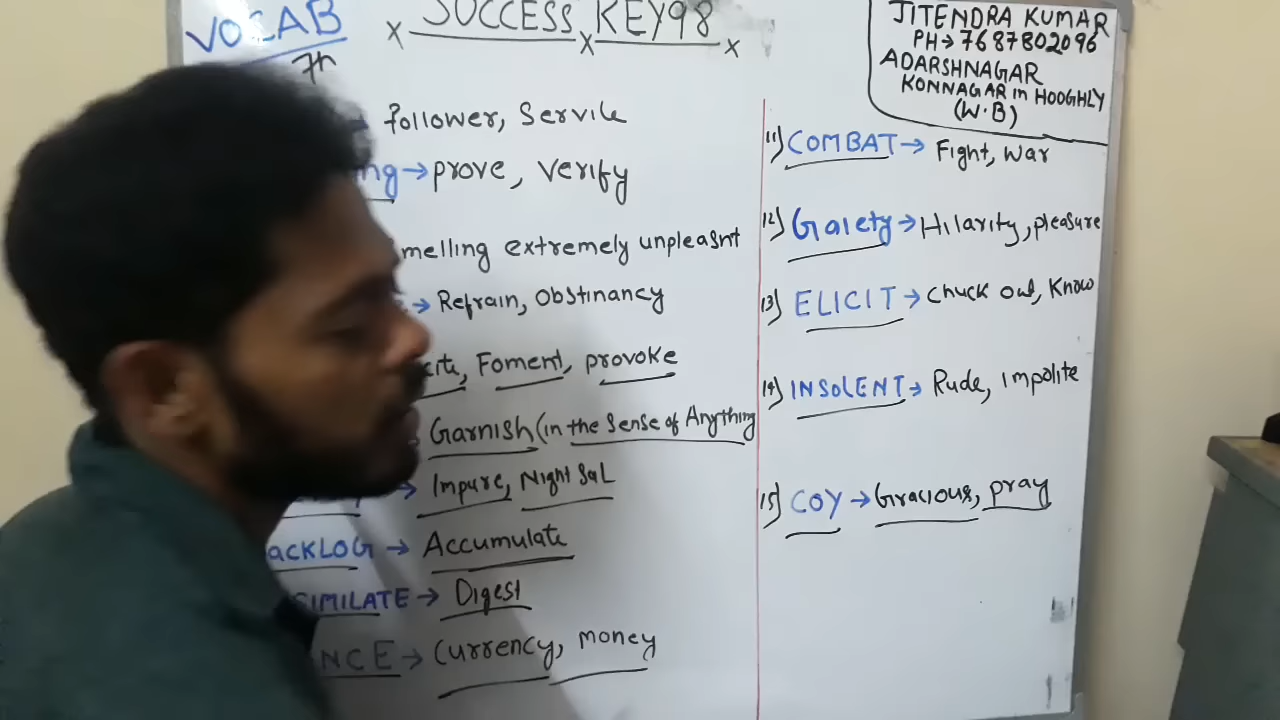 VOCAB
7th
x SUCCESS x KEY98 x
JITENDRA KUMAR
PH→7687802096
ADARSHNAGAR
KONNAGAR in HOOGHLY
(W.B)
Follower, Servile
ng → prove, verify
melling extremely unpleasnt
→ Refrain, Obstinancy
cite, Foment, provoke
Garnish (in the Sense of Anything
→ Impure, Night
ACKLOG → Accumulate
SIMILATE → Digest
NCE → Currency, money
11) COMBAT → Fight, War
12) Gaiety → Hilarity, pleasure
13) ELICIT → Chuck out, Know
14) INSOLENT → Rude, Impolite
15) COY → Gracious, pray